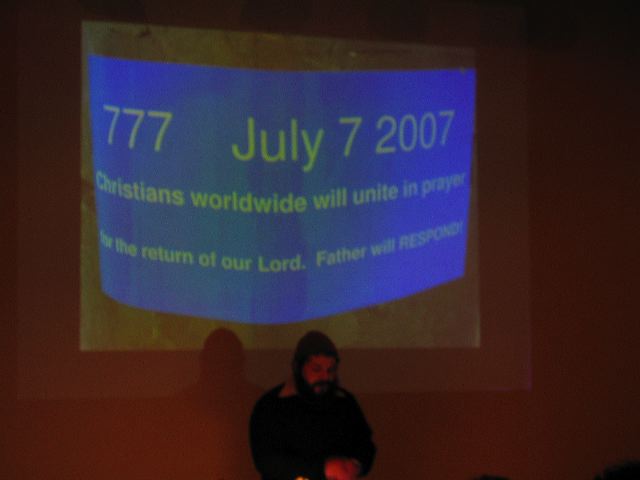 777 July 7 2007
Christians worldwide will unite in prayer
for the return of our Lord. Father will RESPOND!